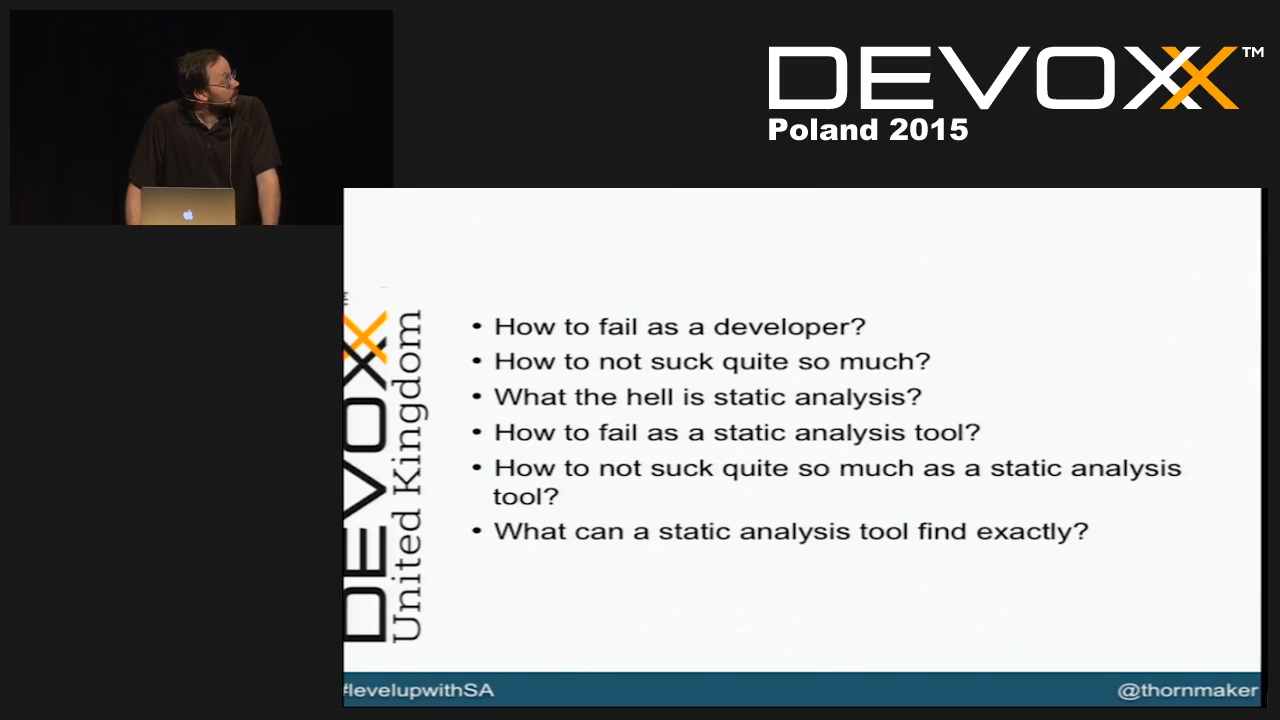 DEVOXX™
Poland 2015
• How to fail as a developer?
• How to not suck quite so much?
• What the hell is static analysis?
• How to fail as a static analysis tool?
• How to not suck quite so much as a static analysis
tool?
• What can a static analysis tool find exactly?
DEVOXX
United Kingdom
#levelupwithSA
@thornmaker